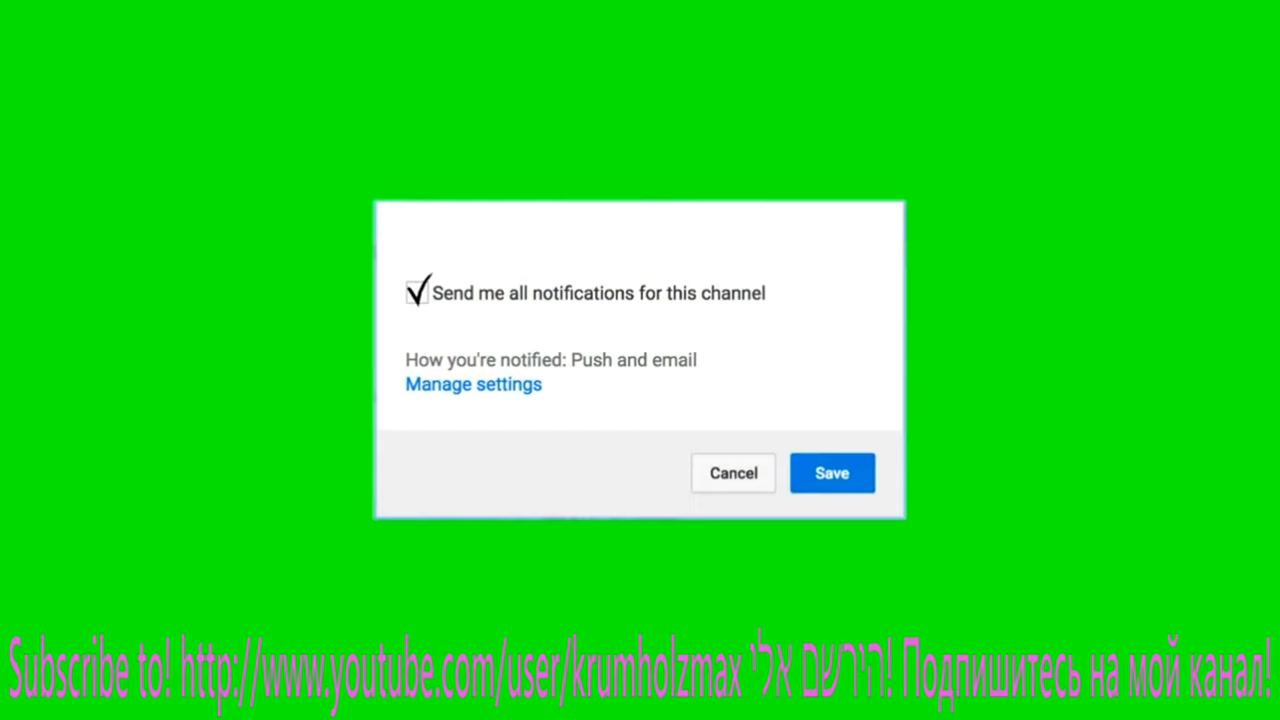 Send me all notifications for this channel
How you're notified: Push and email
Manage settings
Cancel
Save
Subscribe to! http://www.youtube.com/user/krumholzmax הירשם אלי! Подпишитесь на мой канал!